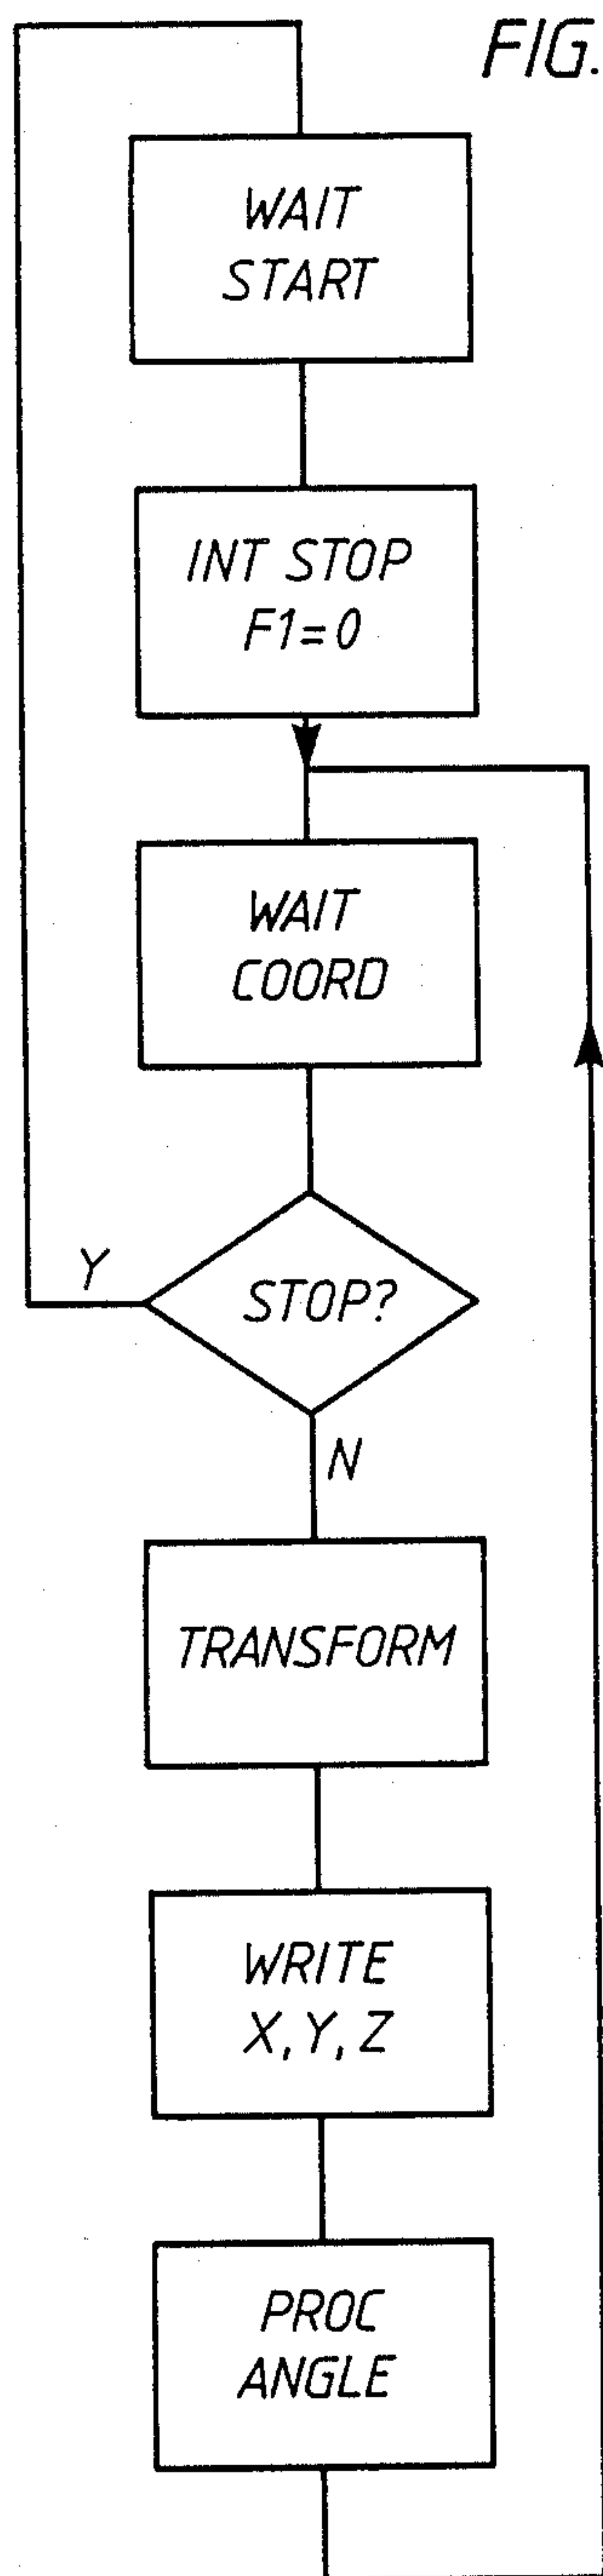 FIG.
WAIT
START
INT STOP
F1=0
WAIT
COORD
STOP?
Y
N
TRANSFORM
WRITE
X, Y, Z
PROC
ANGLE